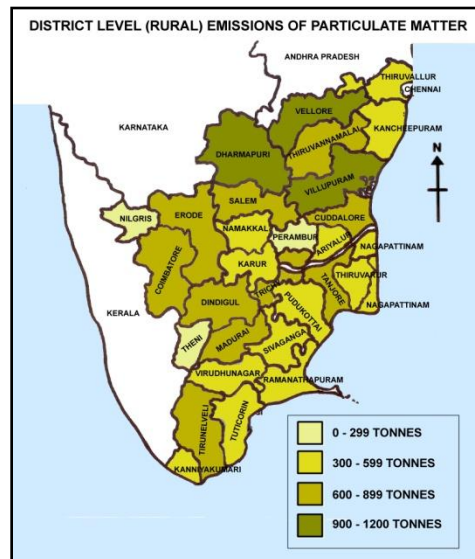 DISTRICT LEVEL (RURAL) EMISSIONS OF PARTICULATE MATTER
ANDHRA PRADESH
THIRUVALLUR
CHENNAI
VELLORE
KANCHEEPURAM
KARNATAKA
THIRUVANNAMALAI
DHARMAPURI
N
VILLUPURAM
SALEM
NILGRIS
ERODE
CUDDALORE
NAMAKKAL
PERAMBUR
ARIYALUR
NAGAPATTINAM
COIMBATORE
KARUR
TRICHY
THIRUVARUR
TANJORE
KERALA
DINDIGUL
PUDUKOTTAI
NAGAPATTINAM
THENI
MADURAI
SIVAGANGA
VIRUDHUNAGAR
RAMANATHAPURAM
TIRUNELVELI
TUTICORIN
KANNIYAKUMARI
0 - 299 TONNES
300 - 599 TONNES
600 - 899 TONNES
900 - 1200 TONNES